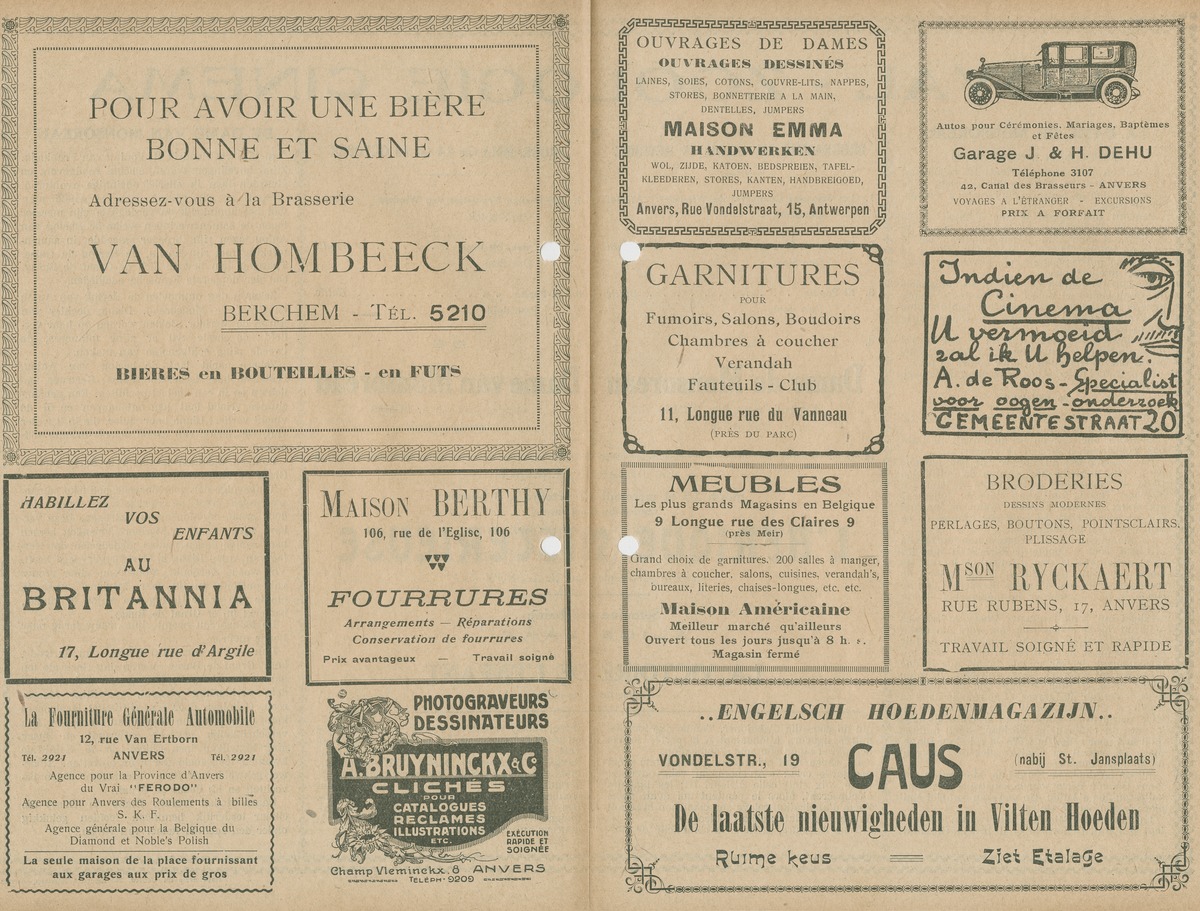 POUR AVOIR UNE BIÈRE
BONNE ET SAINE
Adressez-vous à la Brasserie
VAN HOMBEECK
BERCHEM - TÉL. 5210
BIERES en BOUTEILLES - en FUTS
HABILLEZ
VOS
ENFANTS
AU
BRITANNIA
17, Longue rue d'Argile
MAISON BERTHY
106, rue de l'Eglise, 106
FOURRURES
Arrangements — Réparations
Conservation de fourrures
Prix avantageux — Travail soigné
La Fourniture Générale Automobile
12, rue Van Ertborn
Tél. 2921 ANVERS Tél. 2921
Agence pour la Province d'Anvers
du Vrai "FERODO"
Agence pour Anvers des Roulements à billes
S. K. F.
Agence générale pour la Belgique du
Diamond et Noble's Polish
La seule maison de la place fournissant
aux garages aux prix de gros
PHOTOGRAVEURS
DESSINATEURS
A. BRUYNINCKX & Co
CLICHÉS
POUR
CATALOGUES
RECLAMES
ILLUSTRATIONS
ETC.
EXÉCUTION
RAPIDE ET
SOIGNÉE
Champ Vleminckx, 8 ANVERS
TÉLÉPH · 9209
OUVRAGES DE DAMES
OUVRAGES DESSINÉS
LAINES, SOIES, COTONS, COUVRE-LITS, NAPPES,
STORES, BONNETTERIE A LA MAIN,
DENTELLES, JUMPERS
MAISON EMMA
HANDWERKEN
WOL, ZIJDE, KATOEN, BEDSPREIEN, TAFEL-
KLEEDEREN, STORES, KANTEN, HANDBREIGOED,
JUMPERS
Anvers, Rue Vondelstraat, 15, Antwerpen
Autos pour Cérémonies, Mariages, Baptêmes
et Fêtes
Garage J. & H. DEHU
Téléphone 3107
42, Canal des Brasseurs - ANVERS
VOYAGES A L'ÉTRANGER - EXCURSIONS
PRIX A FORFAIT
GARNITURES
POUR
Fumoirs, Salons, Boudoirs
Chambres à coucher
Verandah
Fauteuils - Club
11, Longue rue du Vanneau
(PRÈS DU PARC)
Indien de
Cinema
U vermoeid
zal ik U helpen.
A. de Roos - Specialist
voor oogen-onderzoek
GEMEENTESTRAAT 20
MEUBLES
Les plus grands Magasins en Belgique
9 Longue rue des Claires 9
(près Meir)
Grand choix de garnitures. 200 salles à manger,
chambres à coucher, salons, cuisines, verandah's,
bureaux, literies, chaises-longues, etc. etc.
Maison Américaine
Meilleur marché qu'ailleurs
Ouvert tous les jours jusqu'à 8 h.
Magasin fermé
BRODERIES
DESSINS MODERNES
PERLAGES, BOUTONS, POINTSCLAIRS,
PLISSAGE
MSON RYCKAERT
RUE RUBENS, 17, ANVERS
TRAVAIL SOIGNÉ ET RAPIDE
..ENGELSCH HOEDENMAGAZIJN..
VONDELSTR., 19 CAUS (nabij St. Jansplaats)
De laatste nieuwigheden in Vilten Hoeden
Ruime keus Ziet Etalage